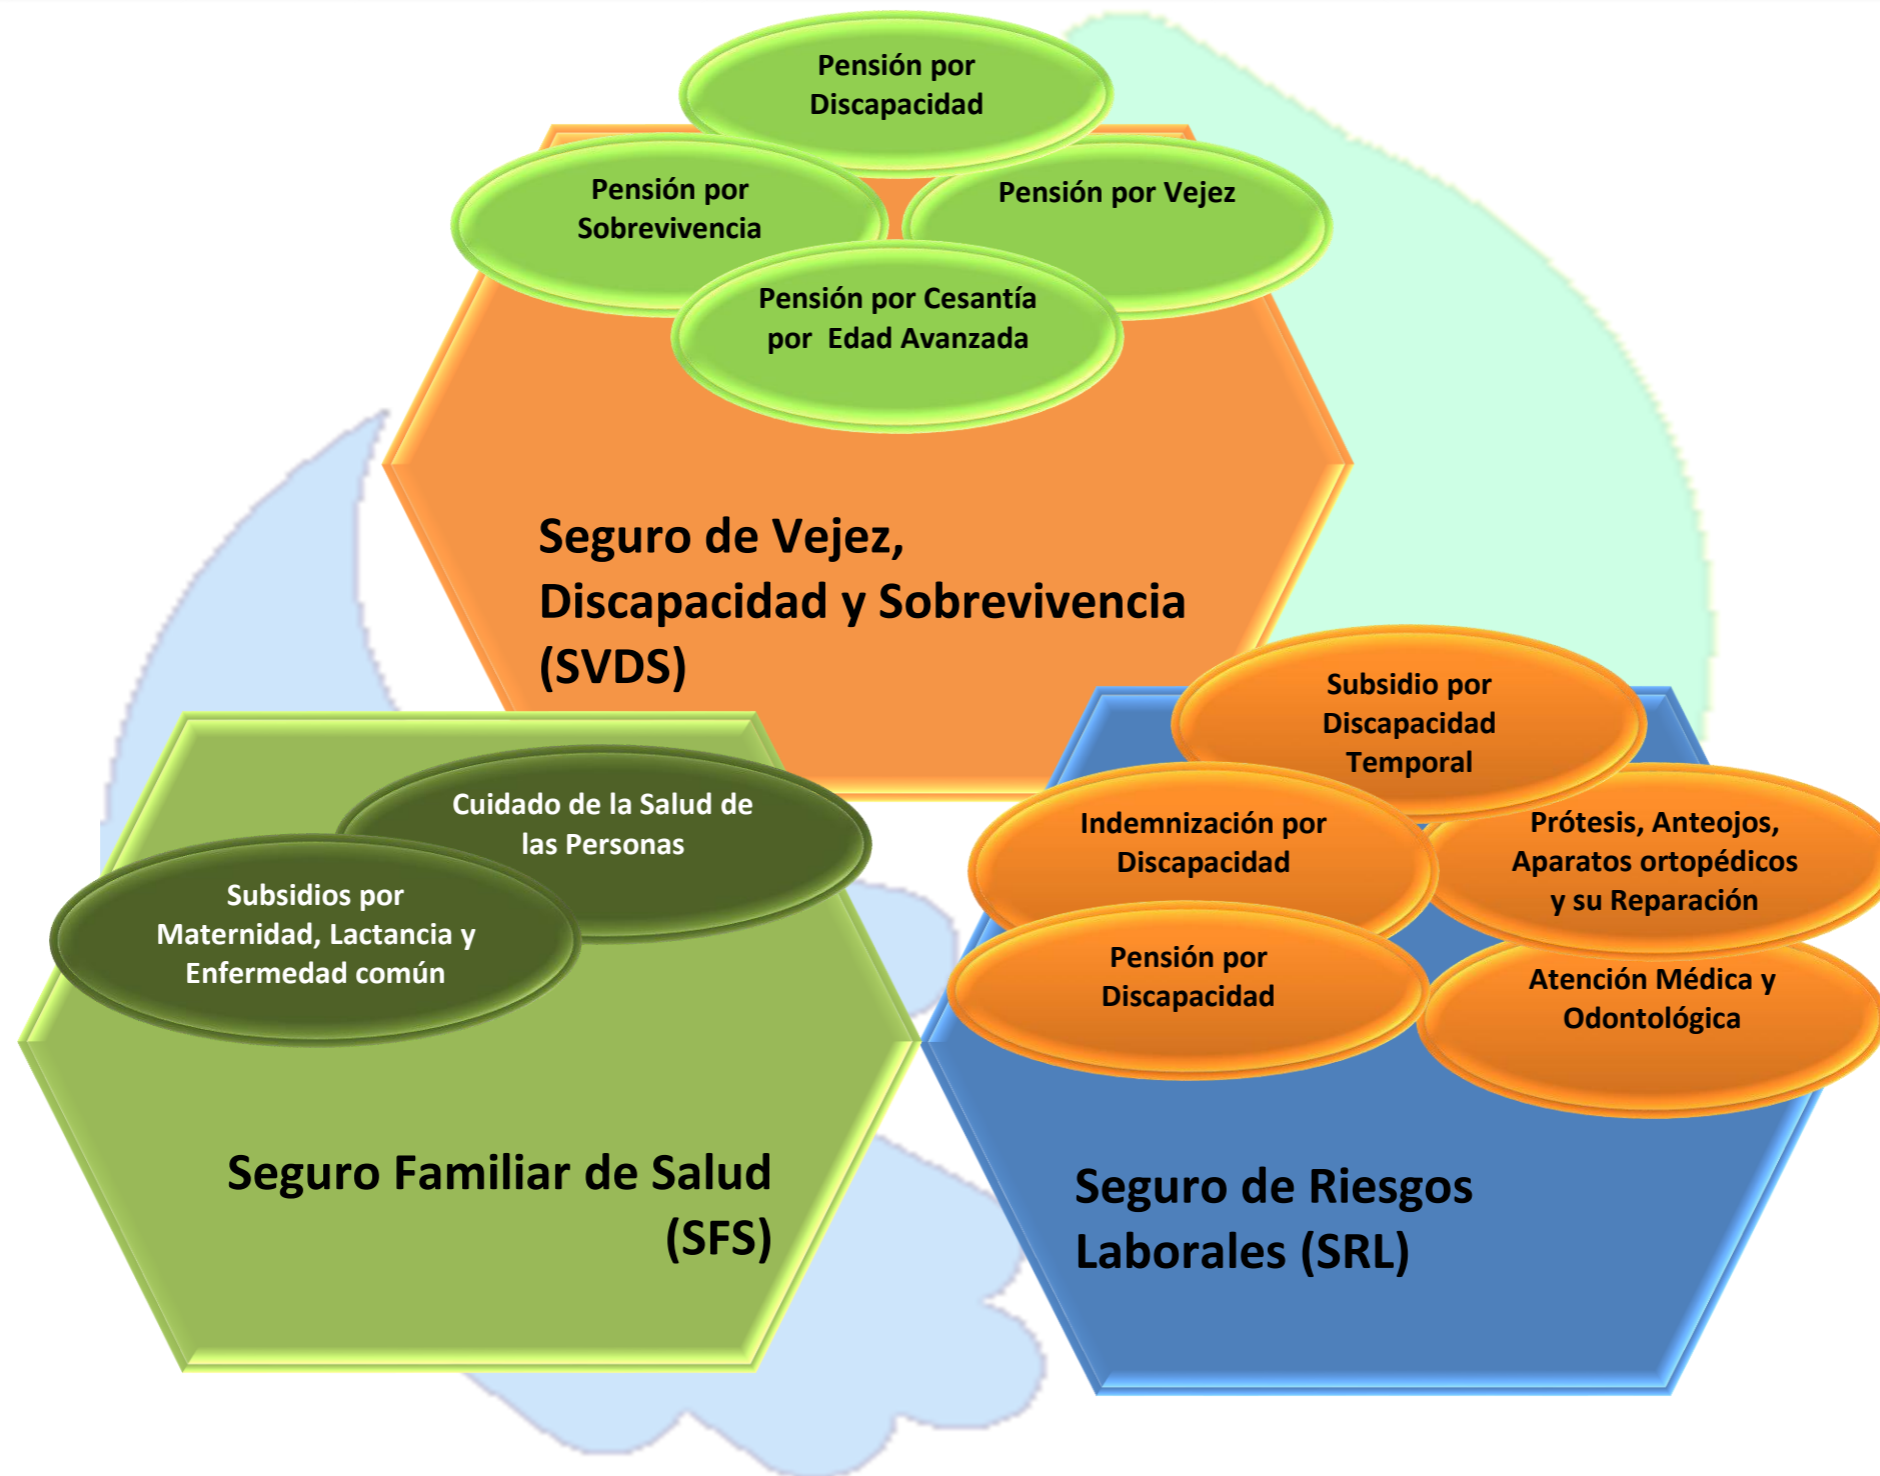 Pensión por
Discapacidad
Pensión por
Sobrevivencia
Pensión por Vejez
Pensión por Cesantía
por  Edad Avanzada
Seguro de Vejez,
Discapacidad y Sobrevivencia
(SVDS)
Cuidado de la Salud de
las Personas
Subsidios por
Maternidad, Lactancia y
Enfermedad común
Seguro Familiar de Salud
(SFS)
Subsidio por
Discapacidad
Temporal
Indemnización por
Discapacidad
Prótesis, Anteojos,
Aparatos ortopédicos
y su Reparación
Pensión por
Discapacidad
Atención Médica y
Odontológica
Seguro de Riesgos
Laborales (SRL)